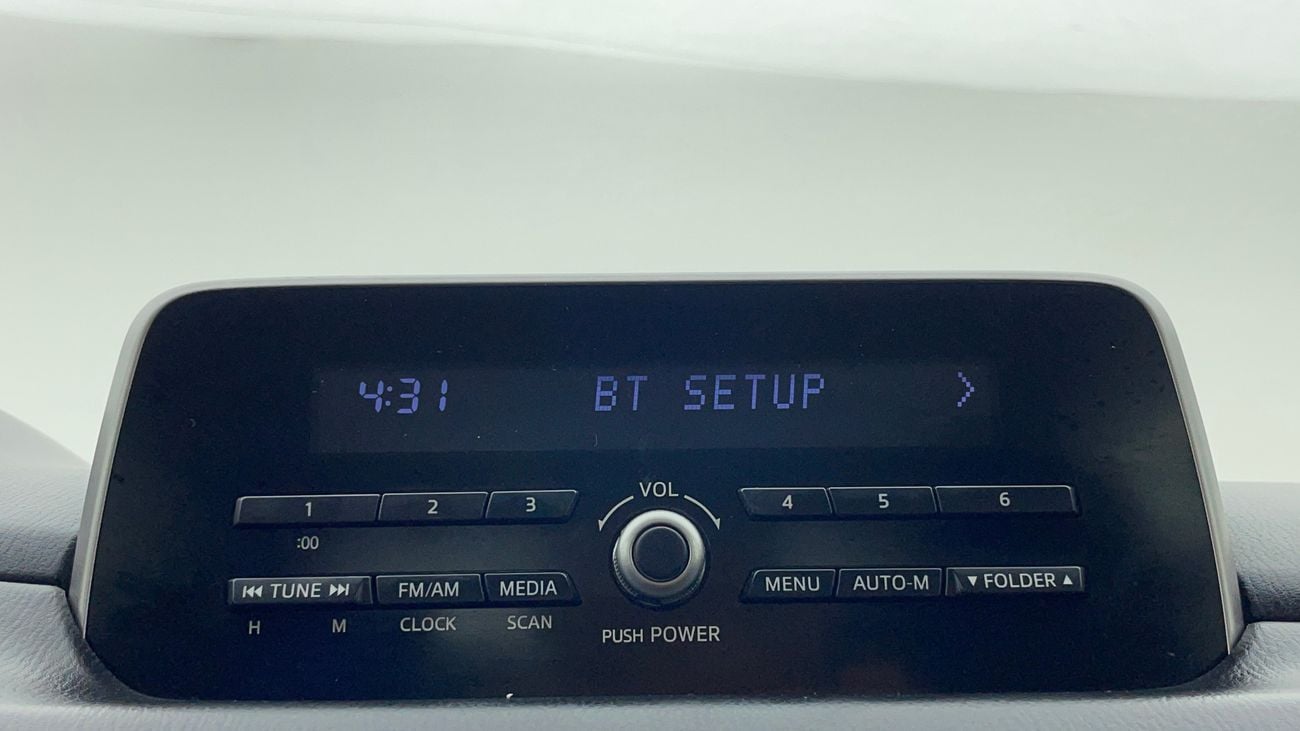 4:31 BT SETUP >
VOL
1 2 3 4 5 6
:00
⏮ TUNE ⏭ FM/AM MEDIA MENU AUTO-M ▼ FOLDER ▲
H M CLOCK SCAN
PUSH POWER